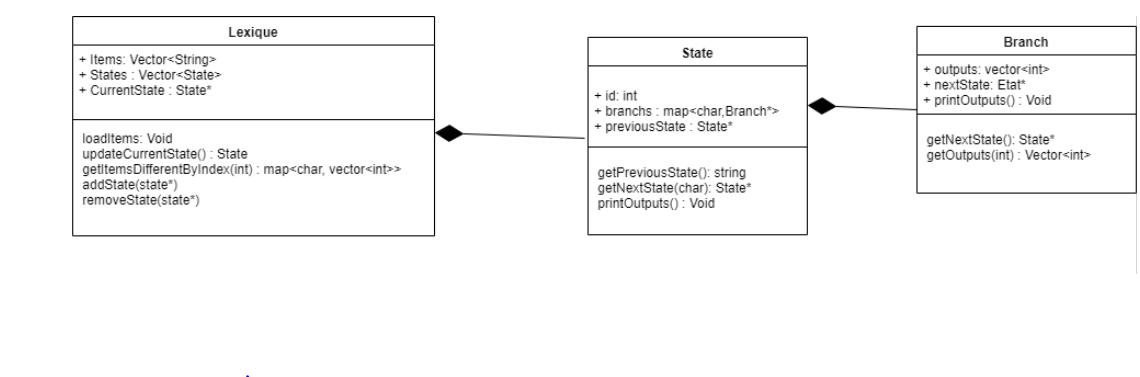 Lexique
+ Items: Vector<String>
+ States : Vector<State>
+ CurrentState : State*
loadItems: Void
updateCurrentState() : State
getItemsDifferentByIndex(int) : map<char, vector<int>>
addState(state*)
removeState(state*)
State
+ id: int
+ branchs : map<char,Branch*>
+ previousState : State*
getPreviousState(): string
getNextState(char): State*
printOutputs() : Void
Branch
+ outputs: vector<int>
+ nextState: Etat*
+ printOutputs() : Void
getNextState(): State*
getOutputs(int) : Vector<int>